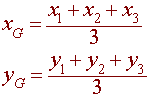 x_G = (x_1 + x_2 + x_3) / 3
y_G = (y_1 + y_2 + y_3) / 3